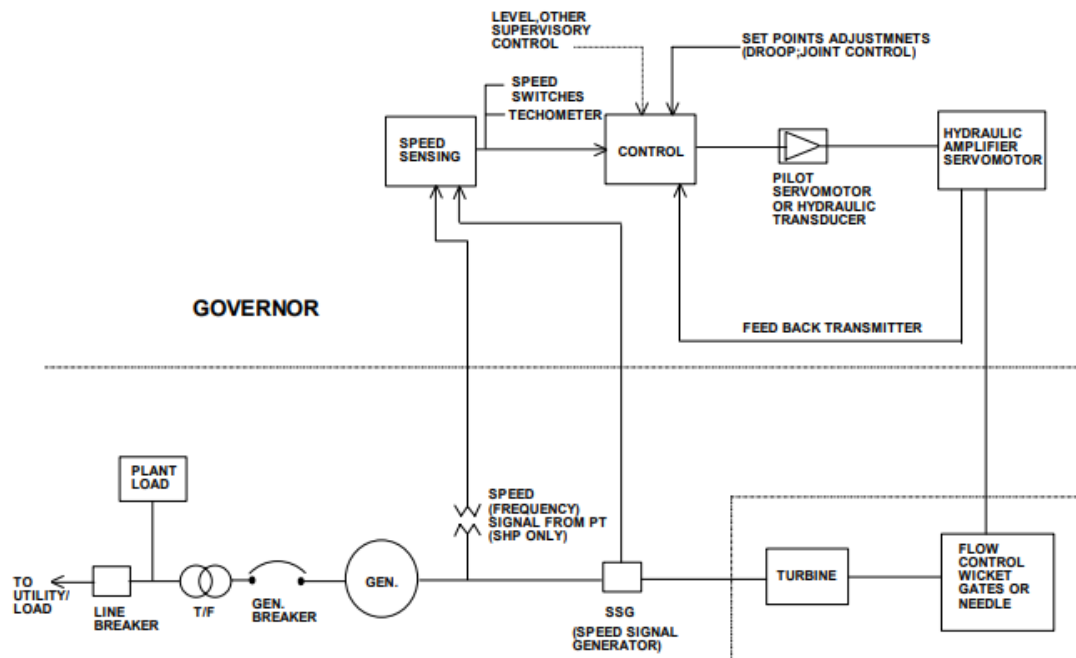 LEVEL,OTHER
SUPERVISORY
CONTROL
SET POINTS ADJUSTMNETS
(DROOP;JOINT CONTROL)
SPEED
SWITCHES
TECHOMETER
SPEED
SENSING
CONTROL
HYDRAULIC
AMPLIFIER
SERVOMOTOR
PILOT
SERVOMOTOR
OR HYDRAULIC
TRANSDUCER
GOVERNOR
FEED BACK TRANSMITTER
PLANT
LOAD
SPEED
(FREQUENCY)
SIGNAL FROM PT
(SHP ONLY)
TO
UTILITY/
LOAD
LINE
BREAKER
T/F
GEN.
BREAKER
GEN.
SSG
(SPEED SIGNAL
GENERATOR)
TURBINE
FLOW
CONTROL
WICKET
GATES OR
NEEDLE